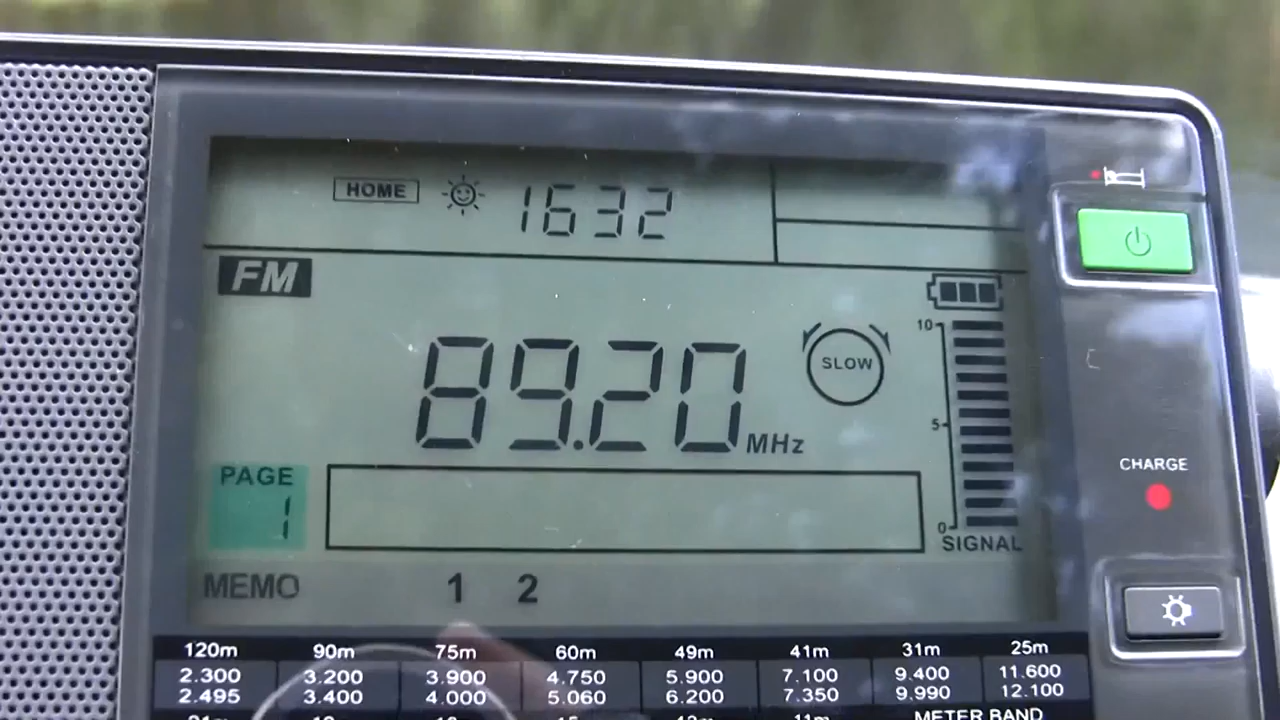 HOME 1632
FM
89.20 MHz
SLOW
10
5
0
SIGNAL
PAGE
1
MEMO 1 2
CHARGE
120m 90m 75m 60m 49m 41m 31m 25m
2.300 3.200 3.900 4.750 5.900 7.100 9.400 11.600
2.495 3.400 4.000 5.060 6.200 7.350 9.990 12.100
METER BAND